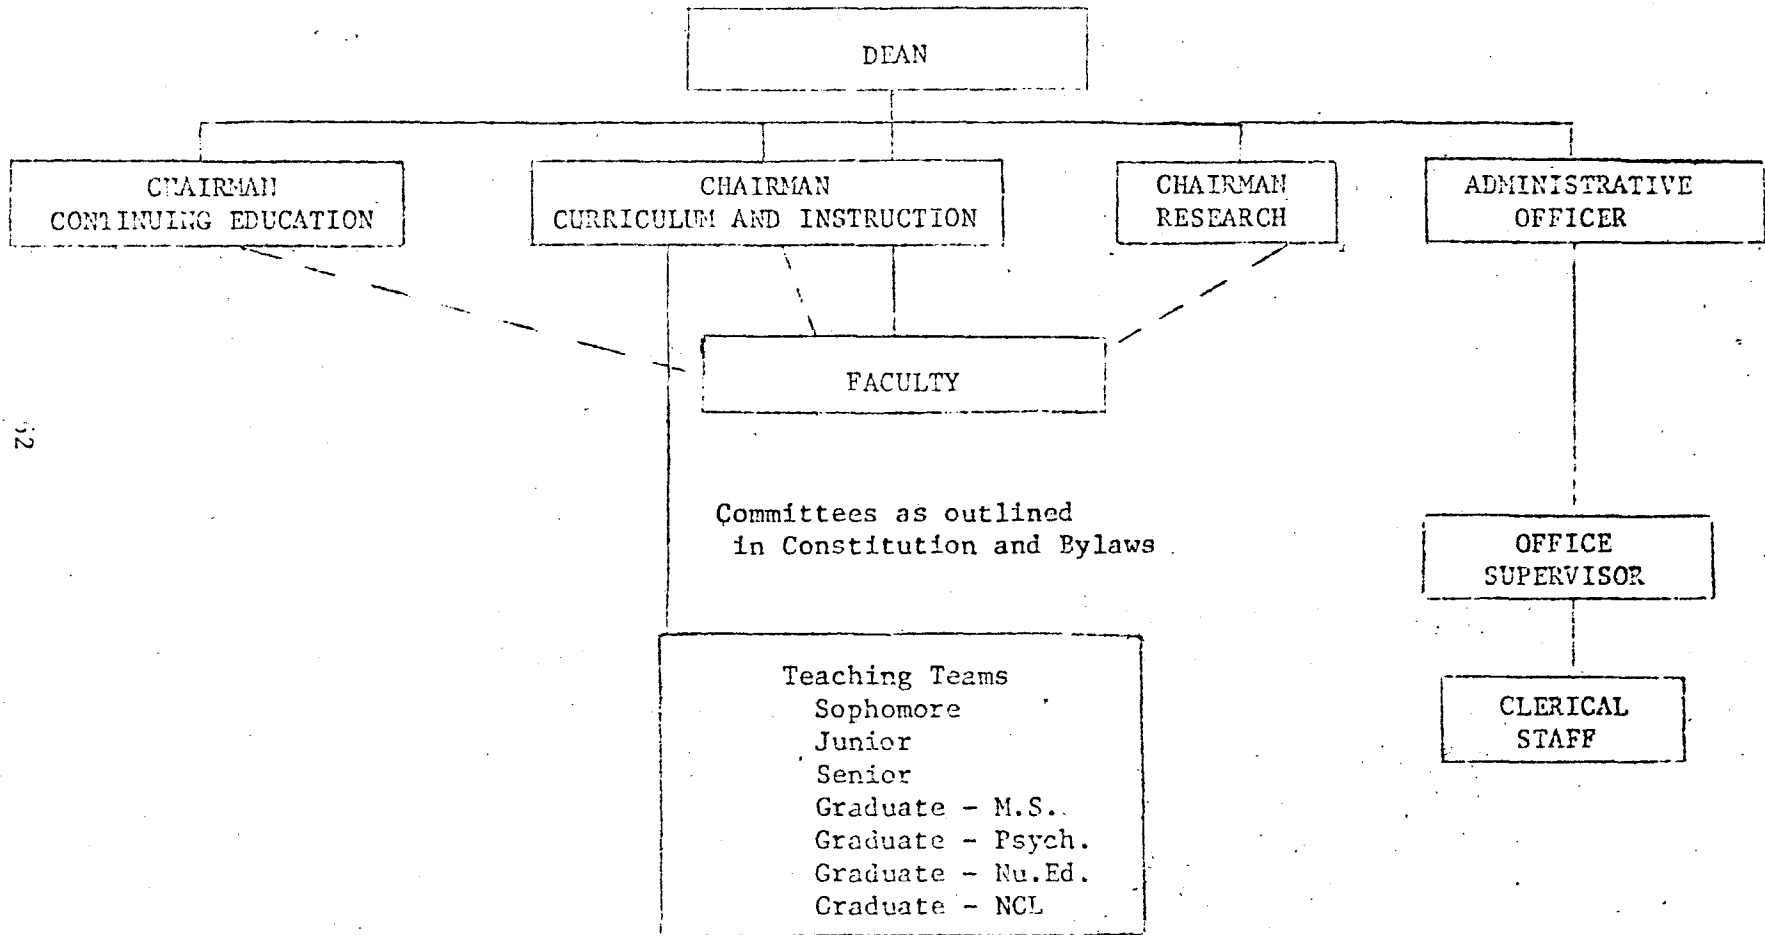 DEAN
CHAIRMAN
CONTINUING EDUCATION
CHAIRMAN
CURRICULUM AND INSTRUCTION
CHAIRMAN
RESEARCH
ADMINISTRATIVE
OFFICER
FACULTY
Committees as outlined
in Constitution and Bylaws
OFFICE
SUPERVISOR
Teaching Teams
Sophomore
Junior
Senior
Graduate - M.S.
Graduate - Psych.
Graduate - Nu.Ed.
Graduate - NCL
CLERICAL
STAFF